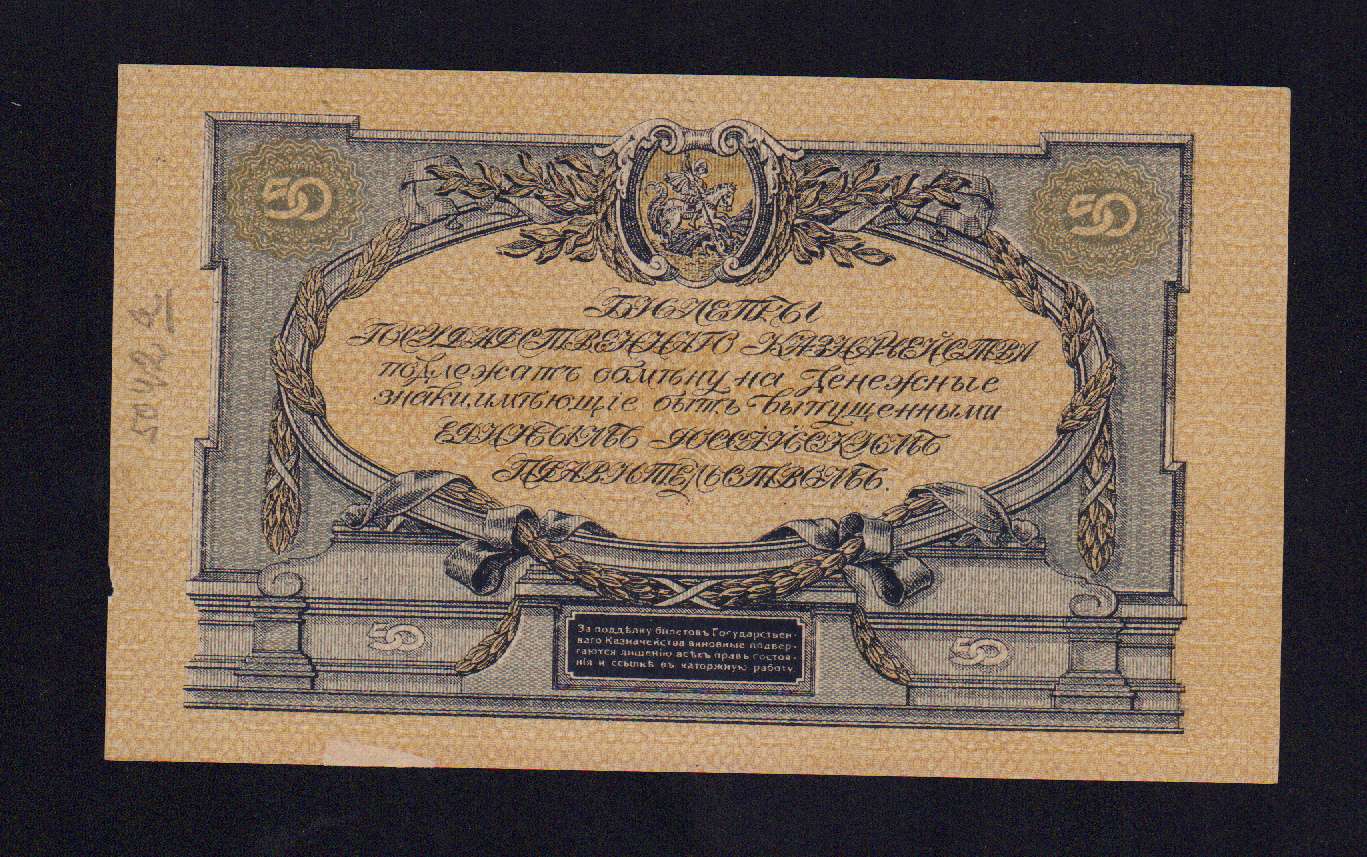 50 50
БИЛЕТЫ
ГОСУДАРСТВЕННАГО КАЗНАЧЕЙСТВА
подлежатъ обмѣну на Денежные
знаки имѣющіе быть выпущенными
ЕДИНЫМЪ РОССІЙСКИМЪ
ПРАВИТЕЛЬСТВОМЪ.
50 50
За поддѣлку билетовъ Государствен-
наго Казначейства виновные подвер-
гаются лишенію всѣхъ правъ состоя-
нія и ссылкѣ въ каторжную работу